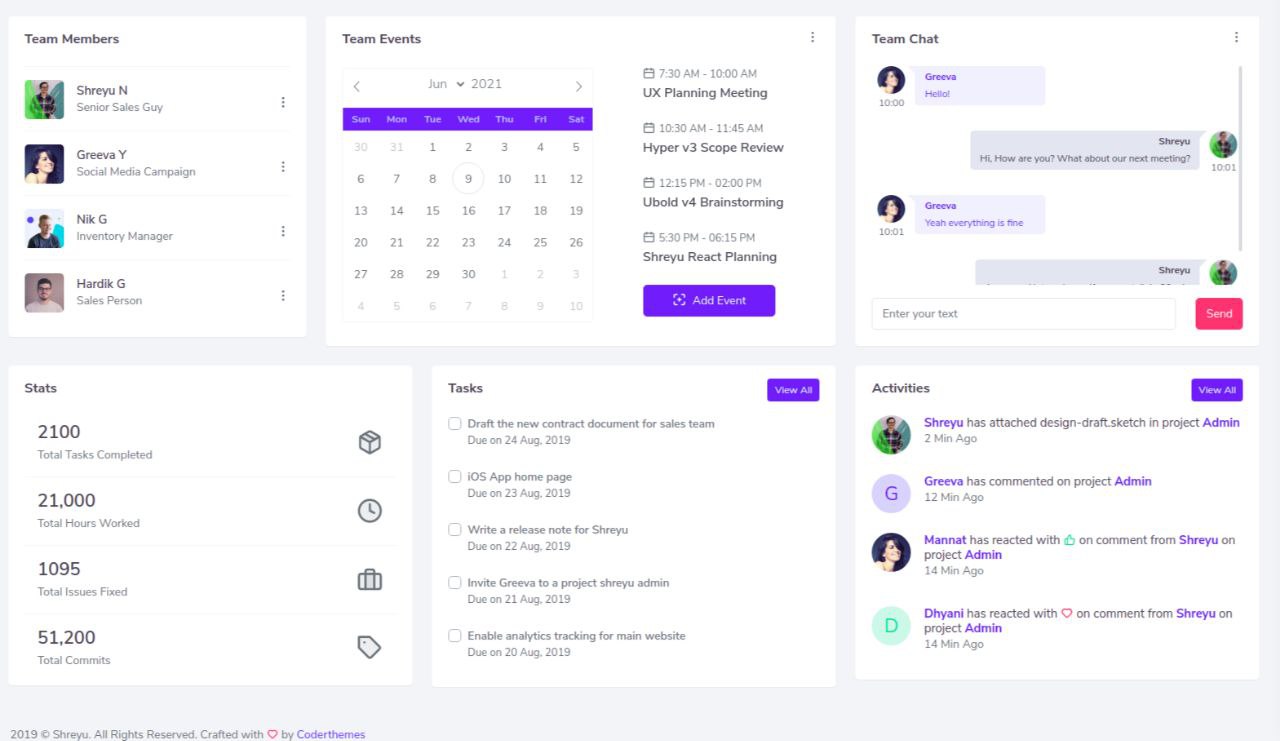 Team Members
Shreyu N
Senior Sales Guy
Greeva Y
Social Media Campaign
Nik G
Inventory Manager
Hardik G
Sales Person
Team Events
Jun 2021
Sun Mon Tue Wed Thu Fri Sat
30 31 1 2 3 4 5
6 7 8 9 10 11 12
13 14 15 16 17 18 19
20 21 22 23 24 25 26
27 28 29 30 1 2 3
4 5 6 7 8 9 10
7:30 AM - 10:00 AM
UX Planning Meeting
10:30 AM - 11:45 AM
Hyper v3 Scope Review
12:15 PM - 02:00 PM
Ubold v4 Brainstorming
5:30 PM - 06:15 PM
Shreyu React Planning
Add Event
Team Chat
Greeva
Hello!
10:00
Shreyu
Hi, How are you? What about our next meeting?
10:01
Greeva
Yeah everything is fine
10:01
Shreyu
Enter your text
Send
Stats
2100
Total Tasks Completed
21,000
Total Hours Worked
1095
Total Issues Fixed
51,200
Total Commits
Tasks
View All
Draft the new contract document for sales team
Due on 24 Aug, 2019
iOS App home page
Due on 23 Aug, 2019
Write a release note for Shreyu
Due on 22 Aug, 2019
Invite Greeva to a project shreyu admin
Due on 21 Aug, 2019
Enable analytics tracking for main website
Due on 20 Aug, 2019
Activities
View All
Shreyu has attached design-draft.sketch in project Admin
2 Min Ago
G
Greeva has commented on project Admin
12 Min Ago
Mannat has reacted with on comment from Shreyu on
project Admin
14 Min Ago
D
Dhyani has reacted with on comment from Shreyu on
project Admin
14 Min Ago
2019 © Shreyu. All Rights Reserved. Crafted with by Coderthemes